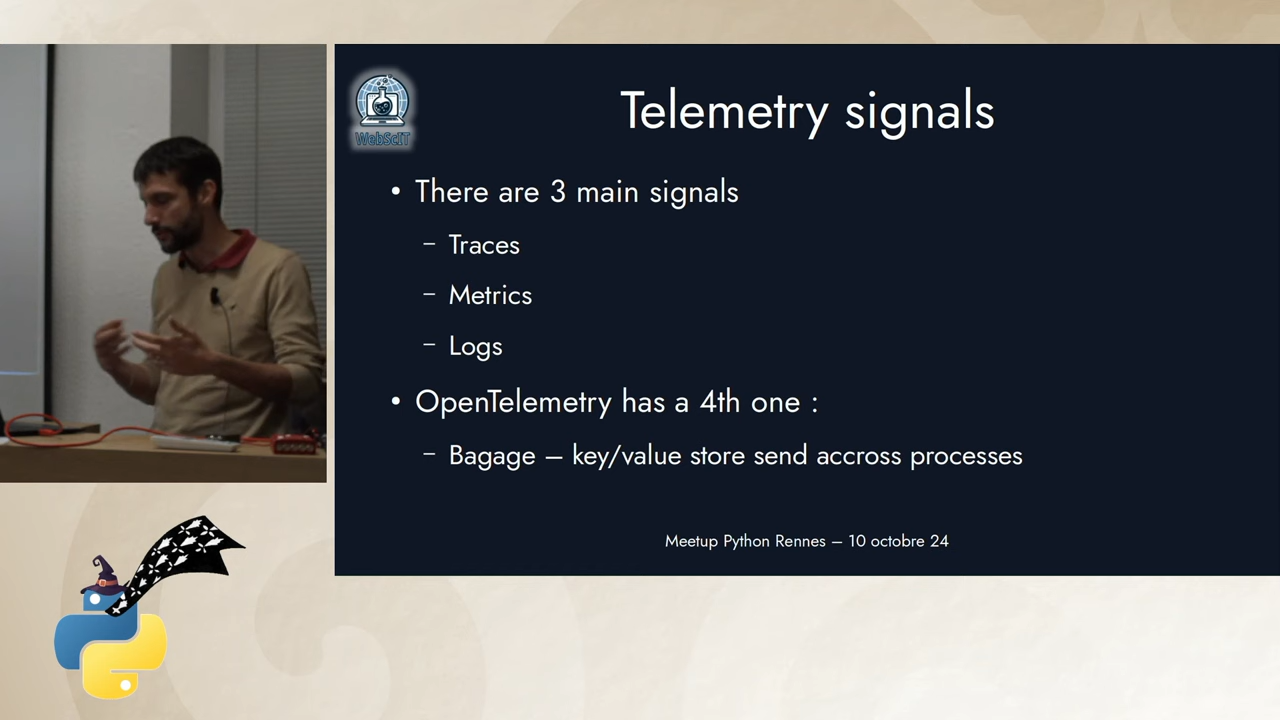 WebScIT
Telemetry signals
• There are 3 main signals
– Traces
– Metrics
– Logs
• OpenTelemetry has a 4th one :
– Bagage – key/value store send accross processes
Meetup Python Rennes – 10 octobre 24